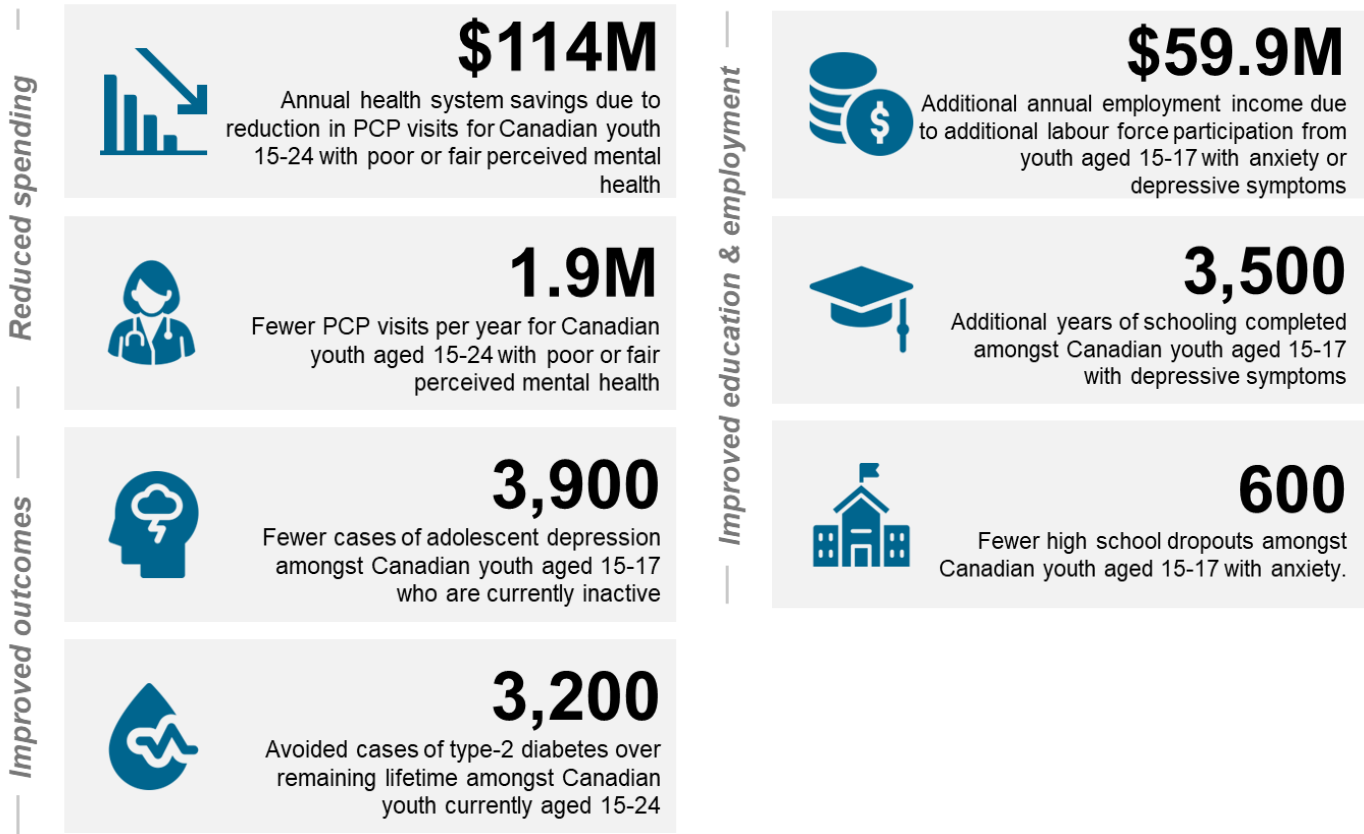 Reduced spending
$114M
Annual health system savings due to
reduction in PCP visits for Canadian youth
15-24 with poor or fair perceived mental
health
1.9M
Fewer PCP visits per year for Canadian
youth aged 15-24 with poor or fair
perceived mental health
Improved outcomes
3,900
Fewer cases of adolescent depression
amongst Canadian youth aged 15-17
who are currently inactive
3,200
Avoided cases of type-2 diabetes over
remaining lifetime amongst Canadian
youth currently aged 15-24
Improved education & employment
$59.9M
Additional annual employment income due
to additional labour force participation from
youth aged 15-17 with anxiety or
depressive symptoms
3,500
Additional years of schooling completed
amongst Canadian youth aged 15-17
with depressive symptoms
600
Fewer high school dropouts amongst
Canadian youth aged 15-17 with anxiety.